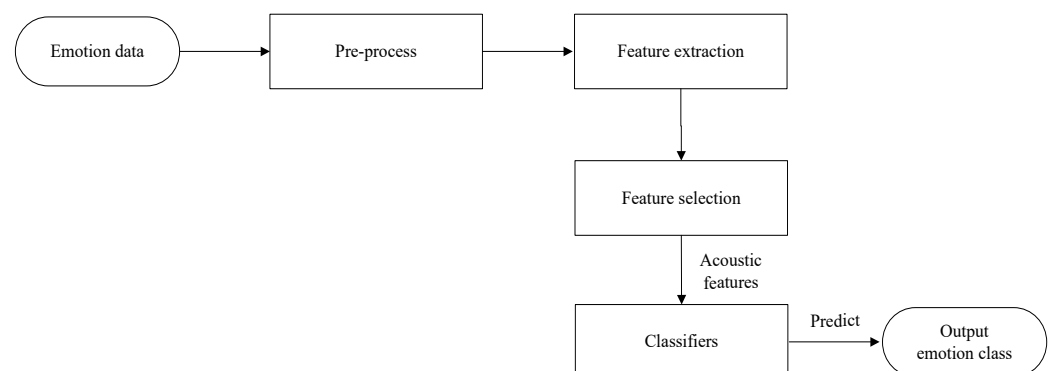 Emotion data
Pre-process
Feature extraction
Feature selection
Acoustic
features
Classifiers
Predict
Output
emotion class